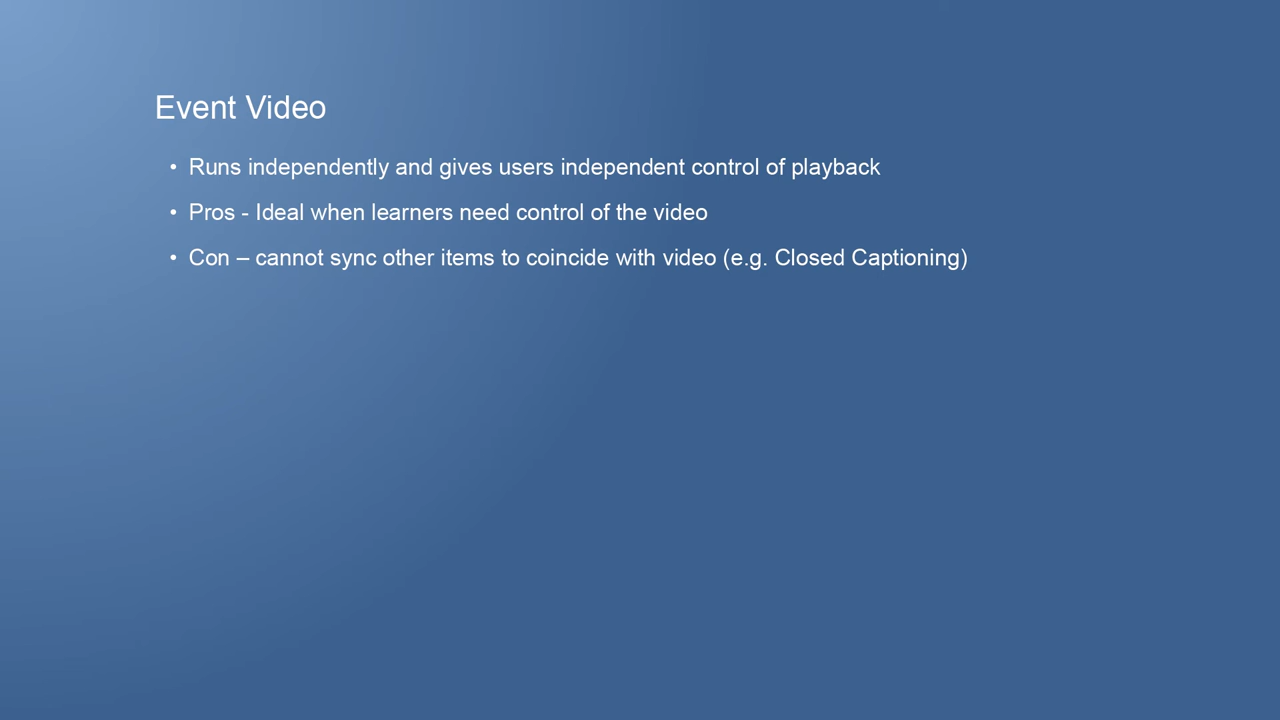 Event Video
• Runs independently and gives users independent control of playback
• Pros - Ideal when learners need control of the video
• Con – cannot sync other items to coincide with video (e.g. Closed Captioning)